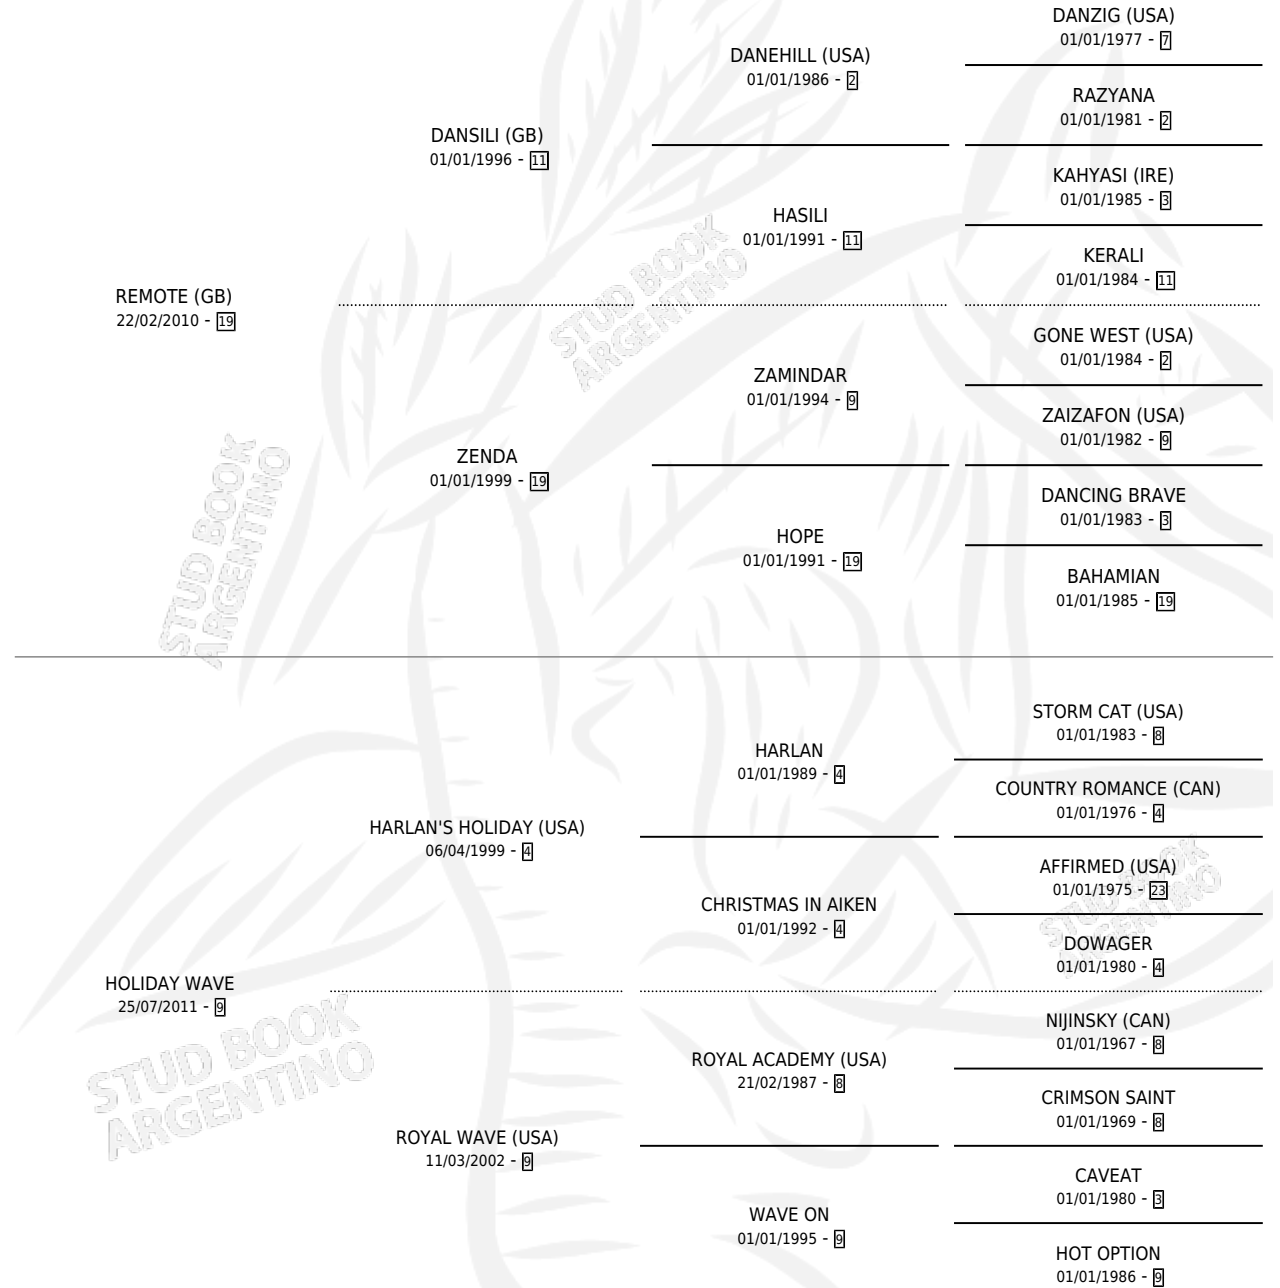 DANZIG (USA)
01/01/1977 - 7
DANEHILL (USA)
01/01/1986 - 2
RAZYANA
01/01/1981 - 2
DANSILI (GB)
01/01/1996 - 11
KAHYASI (IRE)
01/01/1985 - 3
HASILI
01/01/1991 - 11
KERALI
01/01/1984 - 11
REMOTE (GB)
22/02/2010 - 19
GONE WEST (USA)
01/01/1984 - 2
ZAMINDAR
01/01/1994 - 9
ZAIZAFON (USA)
01/01/1982 - 9
ZENDA
01/01/1999 - 19
DANCING BRAVE
01/01/1983 - 3
HOPE
01/01/1991 - 19
BAHAMIAN
01/01/1985 - 19
STORM CAT (USA)
01/01/1983 - 8
HARLAN
01/01/1989 - 4
COUNTRY ROMANCE (CAN)
01/01/1976 - 4
HARLAN'S HOLIDAY (USA)
06/04/1999 - 4
AFFIRMED (USA)
01/01/1975 - 23
CHRISTMAS IN AIKEN
01/01/1992 - 4
DOWAGER
01/01/1980 - 4
HOLIDAY WAVE
25/07/2011 - 9
NIJINSKY (CAN)
01/01/1967 - 8
ROYAL ACADEMY (USA)
21/02/1987 - 8
CRIMSON SAINT
01/01/1969 - 8
ROYAL WAVE (USA)
11/03/2002 - 9
CAVEAT
01/01/1980 - 3
WAVE ON
01/01/1995 - 9
HOT OPTION
01/01/1986 - 9
STUD BOOK
ARGENTINO
STUD BOOK
ARGENTINO
STUD BOOK
ARGENTINO
STUD BOOK
ARGENTINO